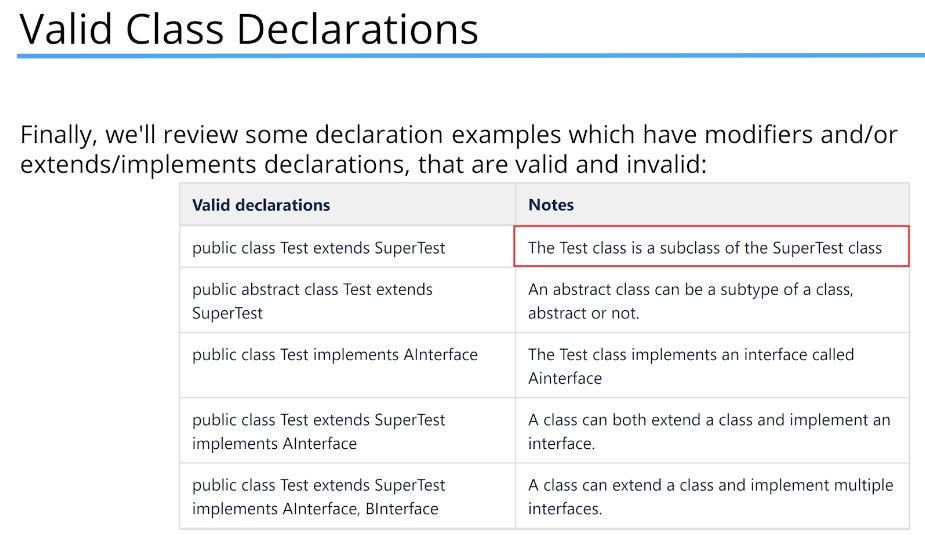 Valid Class Declarations
Finally, we'll review some declaration examples which have modifiers and/or
extends/implements declarations, that are valid and invalid:
Valid declarations
Notes
public class Test extends SuperTest
The Test class is a subclass of the SuperTest class
public abstract class Test extends
SuperTest
An abstract class can be a subtype of a class,
abstract or not.
public class Test implements AInterface
The Test class implements an interface called
Ainterface
public class Test extends SuperTest
implements AInterface
A class can both extend a class and implement an
interface.
public class Test extends SuperTest
implements AInterface, BInterface
A class can extend a class and implement multiple
interfaces.